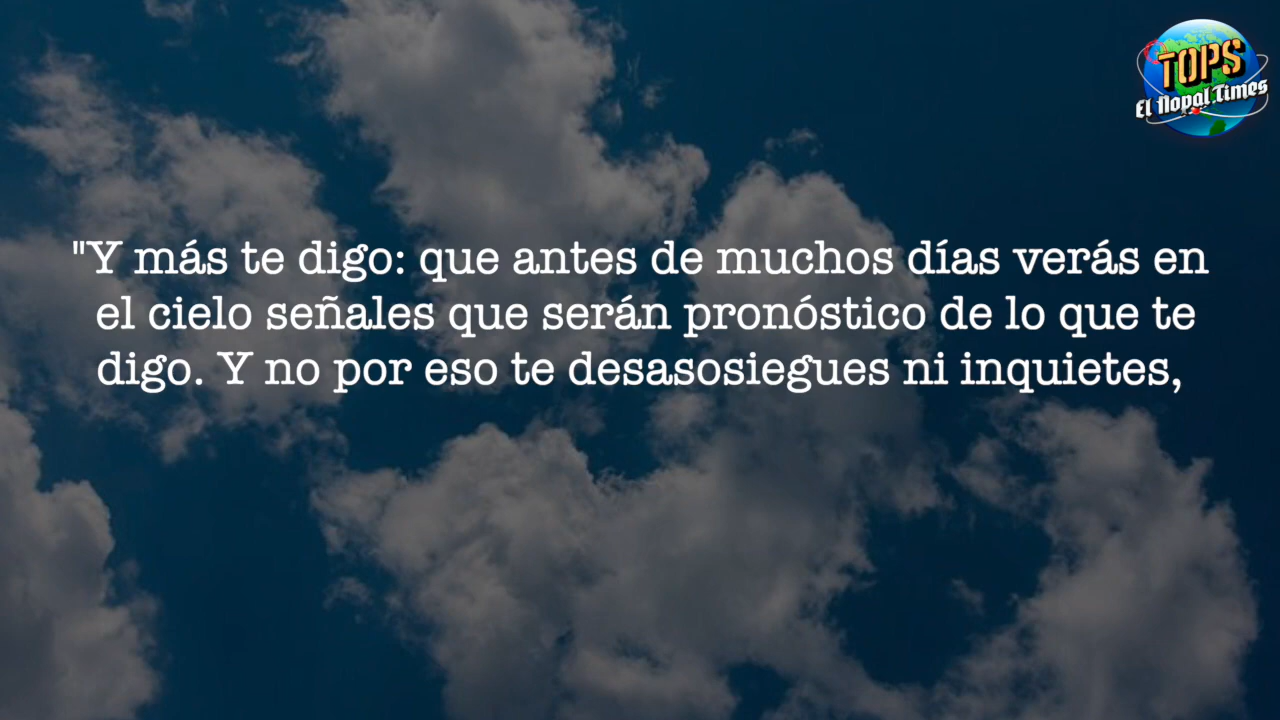 "Y más te digo: que antes de muchos días verás en
el cielo señales que serán pronóstico de lo que te
digo. Y no por eso te desasosiegues ni inquietes,
TOPS
El Nopal Times